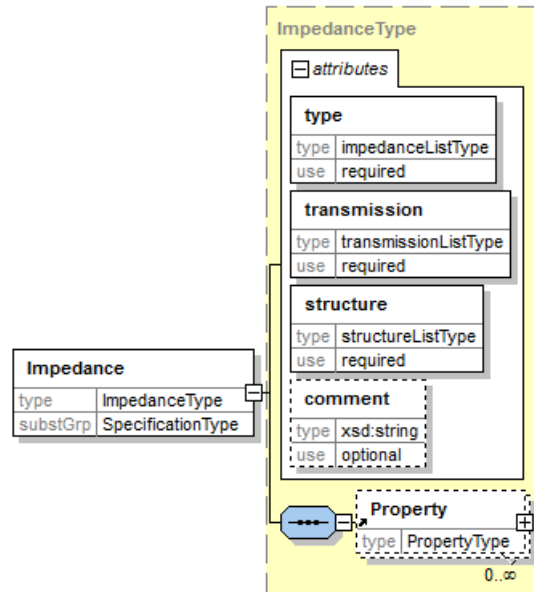 ImpedanceType
attributes
type
type impedanceListType
use required
transmission
type transmissionListType
use required
structure
type structureListType
use required
Impedance
type ImpedanceType
substGrp SpecificationType
comment
type xsd:string
use optional
Property
type PropertyType
0..∞